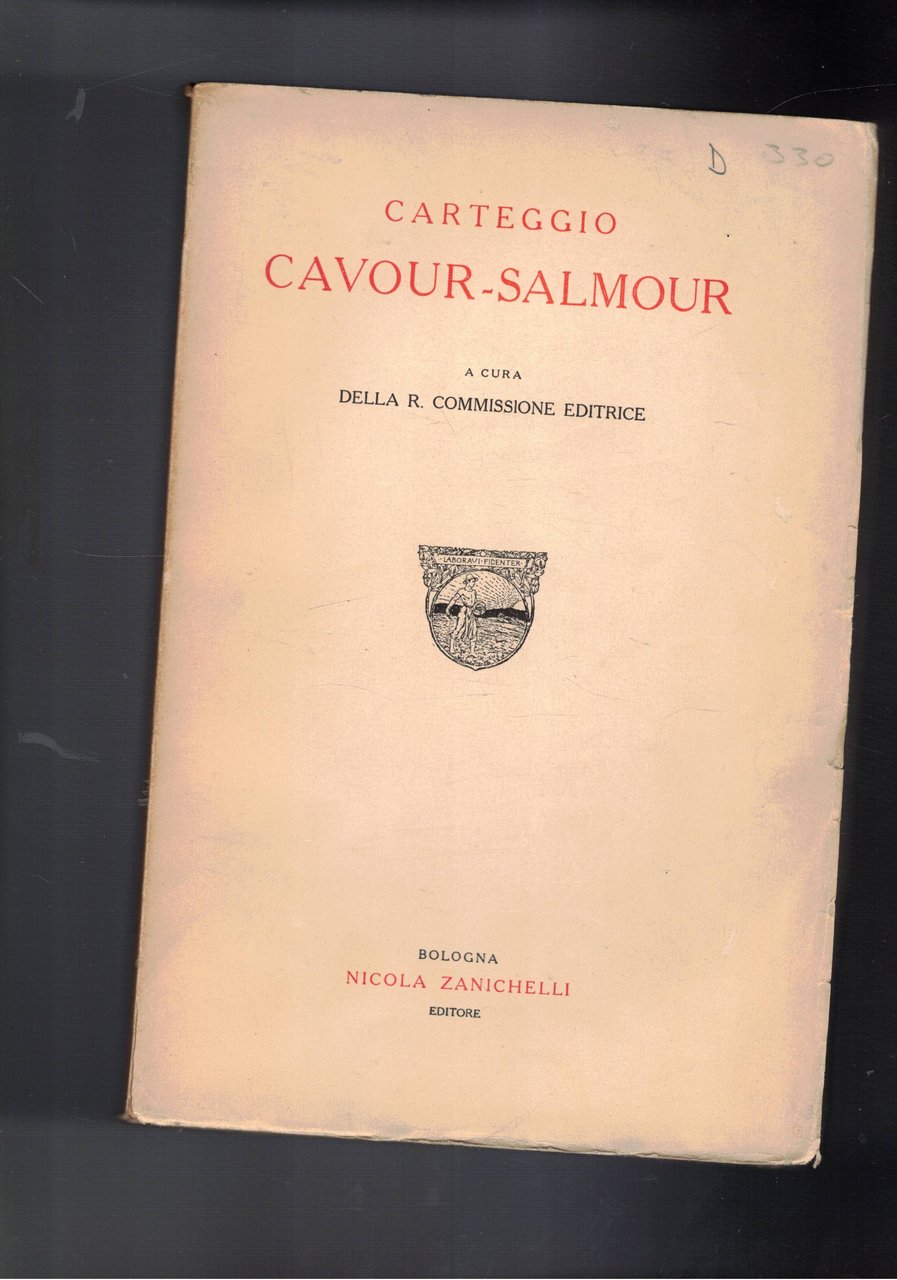 D 330
CARTEGGIO
CAVOUR-SALMOUR
A CURA
DELLA R. COMMISSIONE EDITRICE
·LABORAVI·FIDENTER·
BOLOGNA
NICOLA ZANICHELLI
EDITORE